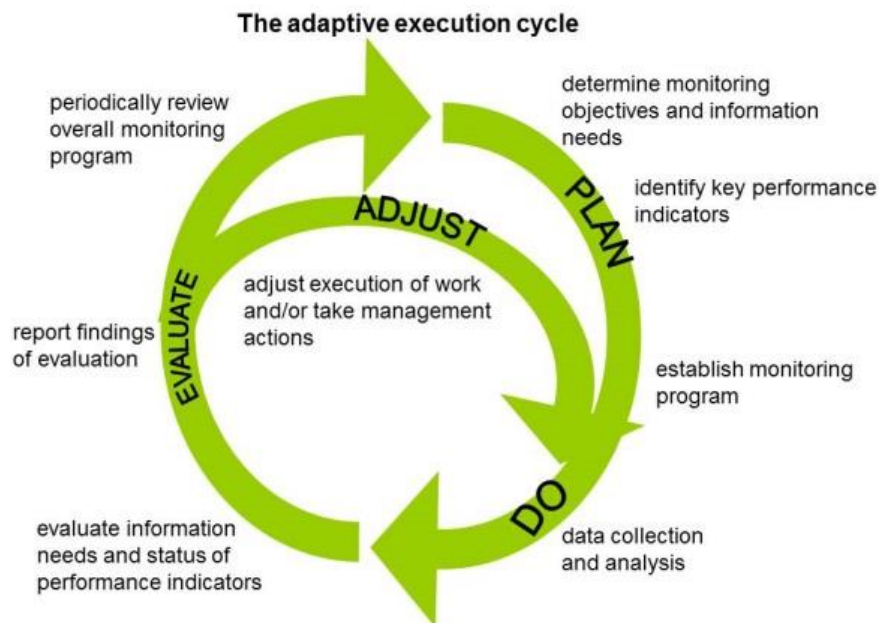 The adaptive execution cycle
periodically review
overall monitoring
program
determine monitoring
objectives and information
needs
PLAN
identify key performance
indicators
ADJUST
adjust execution of work
and/or take management
actions
EVALUATE
report findings
of evaluation
establish monitoring
program
DO
data collection
and analysis
evaluate information
needs and status of
performance indicators